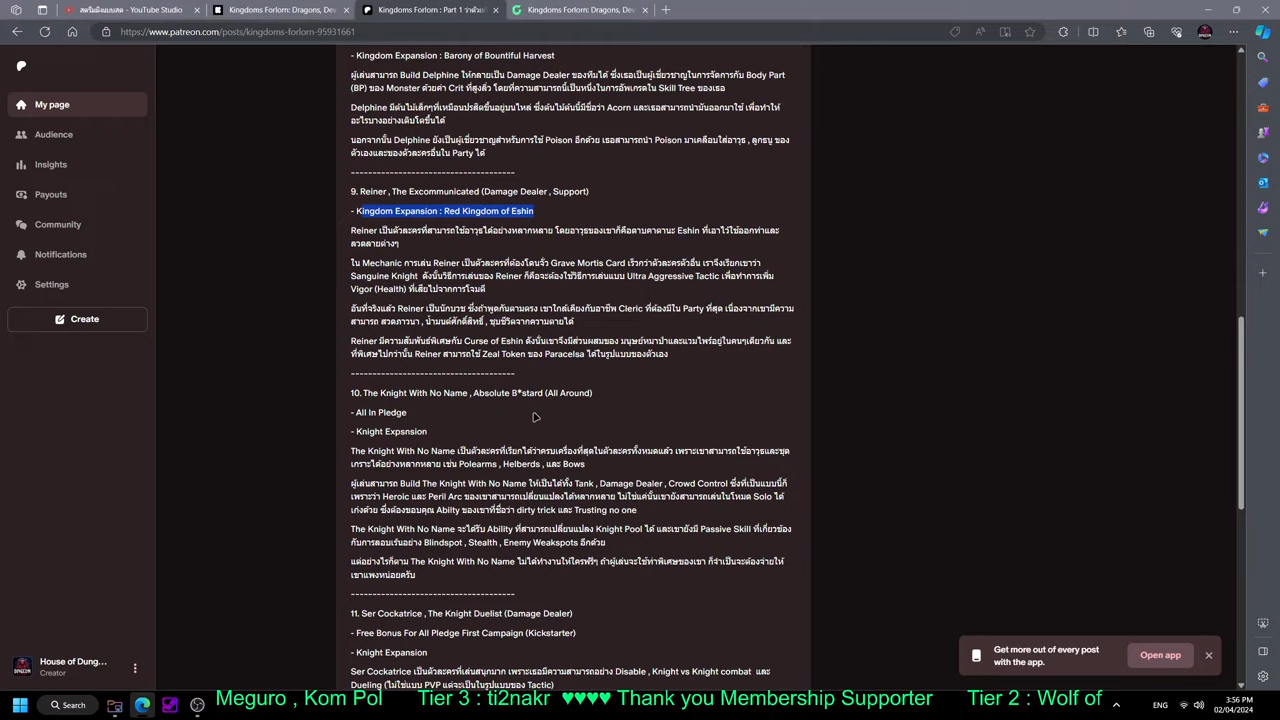 สตรีมมิ่งแบบสด - YouTube Studio
Kingdoms Forlorn: Dragons, Dev
Kingdoms Forlorn : Part 1 ว่าด้วยเ
Kingdoms Forlorn: Dragons, Dev
https://www.patreon.com/posts/kingdoms-forlorn-95931661
My page
Audience
Insights
Payouts
Community
Notifications
Settings
Create
- Kingdom Expansion : Barony of Bountiful Harvest
ผู้เล่นสามารถ Build Delphine ให้กลายเป็น Damage Dealer ของทีมได้ ซึ่งเธอเป็นผู้เชี่ยวชาญในการจัดการกับ Body Part
(BP) ของ Monster ด้วยค่า Crit ที่สูงลิ่ว โดยที่ความสามารถนี้เป็นหนึ่งในการอัพเกรดใน Skill Tree ของเธอ
Delphine มีต้นไม้เล็กๆที่เหมือนปรสิตขึ้นอยู่บนไหล่ ซึ่งต้นไม้ต้นนี้มีชื่อว่า Acorn และเธอสามารถนำมันออกมาใช้ เพื่อทำให้
อะไรบางอย่างเติบโตขึ้นได้
นอกจากนั้น Delphine ยังเป็นผู้เชี่ยวชาญสำหรับการใช้ Poison อีกด้วย เธอสามารถนำ Poison มาเคลือบใส่อาวุธ , ลูกธนู ของ
ตัวเองและของตัวละครอื่นใน Party ได้
---------------------------------------
9. Reiner , The Excommunicated (Damage Dealer , Support)
- Kingdom Expansion : Red Kingdom of Eshin
Reiner เป็นตัวละครที่สามารถใช้อาวุธได้อย่างหลากหลาย โดยอาวุธของเขาก็คือดาบคาตานะ Eshin ที่เอาไว้ใช้ออกท่าและ
ลวดลายต่างๆ
ใน Mechanic การเล่น Reiner เป็นตัวละครที่ต้องโดนจั่ว Grave Mortis Card เร็วกว่าตัวละครตัวอื่น เราจึงเรียกเขาว่า
Sanguine Knight ดังนั้นวิธีการเล่นของ Reiner ก็คือจะต้องใช้วิธีการเล่นแบบ Ultra Aggressive Tactic เพื่อทำการเพิ่ม
Vigor (Health) ที่เสียไปจากการโจมตี
อันที่จริงแล้ว Reiner เป็นนักบวช ซึ่งถ้าพูดกันตามตรง เขาใกล้เคียงกับอาชีพ Cleric ที่ต้องมีใน Party ที่สุด เนื่องจากเขามีความ
สามารถ สวดภาวนา , น้ำมนต์ศักดิ์สิทธิ์ , ชุบชีวิตจากความตายได้
Reiner มีความสัมพันธ์พิเศษกับ Curse of Eshin ดังนั้นเขาจึงมีส่วนผสมของ มนุษย์หมาป่าและแวมไพร์อยู่ในคนๆเดียวกัน และ
ที่พิเศษไปกว่านั้น Reiner สามารถใช้ Zeal Token ของ Paracelsa ได้ในรูปแบบของตัวเอง
---------------------------------------
10. The Knight With No Name , Absolute B*stard (All Around)
- All In Pledge
- Knight Expsnsion
The Knight With No Name เป็นตัวละครที่เรียกได้ว่าครบเครื่องที่สุดในตัวละครทั้งหมดแล้ว เพราะเขาสามารถใช้อาวุธและชุด
เกราะได้อย่างหลากหลาย เช่น Polearms , Helberds , และ Bows
ผู้เล่นสามารถ Build The Knight With No Name ให้เป็นได้ทั้ง Tank , Damage Dealer , Crowd Control ซึ่งที่เป็นแบบนี้ก็
เพราะว่า Heroic และ Peril Arc ของเขาสามารถเปลี่ยนแปลงได้หลากหลาย ไม่ใช่แค่นั้นเขายังสามารถเล่นในโหมด Solo ได้
เก่งด้วย ซึ่งต้องขอบคุณ Abilty ของเขาที่ชื่อว่า dirty trick และ Trusting no one
The Knight With No Name จะได้รับ Ability ที่สามารถเปลี่ยนแปลง Knight Pool ได้ และเขายังมี Passive Skill ที่เกี่ยวข้อง
กับการลอบเร้นอย่าง Blindspot , Stealth , Enemy Weakspots อีกด้วย
แต่อย่างไรก็ตาม The Knight With No Name ไม่ได้ทำงานให้ใครฟรีๆ ถ้าผู้เล่นจะใช้ท่าพิเศษของเขา ก็จำเป็นจะต้องจ่ายให้
เขาแพงหน่อยครับ
---------------------------------------
11. Ser Cockatrice , The Knight Duelist (Damage Dealer)
- Free Bonus For All Pledge First Campaign (Kickstarter)
- Knight Expansion
Ser Cockatrice เป็นตัวละครที่เล่นสนุกมาก เพราะเธอมีความสามารถอย่าง Disable , Knight vs Knight combat และ
Dueling (ไม่ใช่แบบ PVP แต่จะเป็นในรูปแบบของ Tactic)
Get more out of every post
with the app.
Open app
House of Dung...
Creator
Search
Meguro , Kom Pol Tier 3 : ti2nakr ♥♥♥♥ Thank you Membership Supporter Tier 2 : Wolf of
3:56 PM
02/04/2024